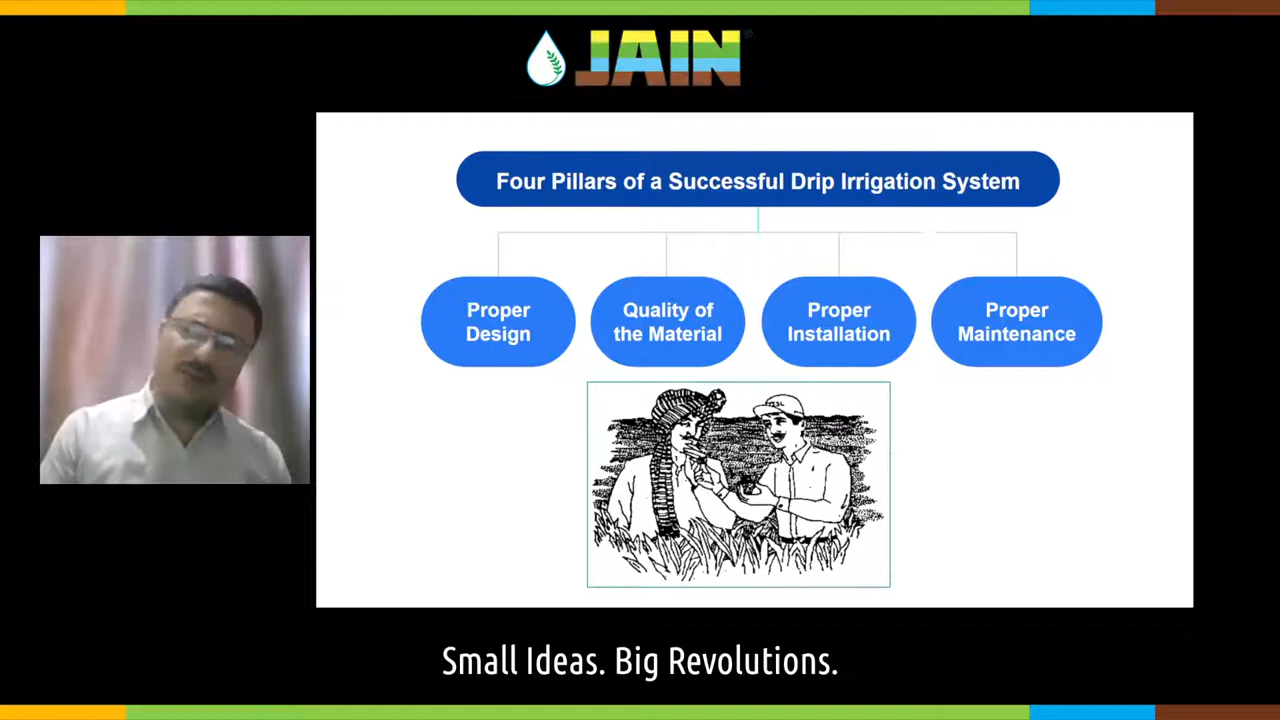 JAIN®
Four Pillars of a Successful Drip Irrigation System
Proper
Design
Quality of
the Material
Proper
Installation
Proper
Maintenance
Small Ideas. Big Revolutions.